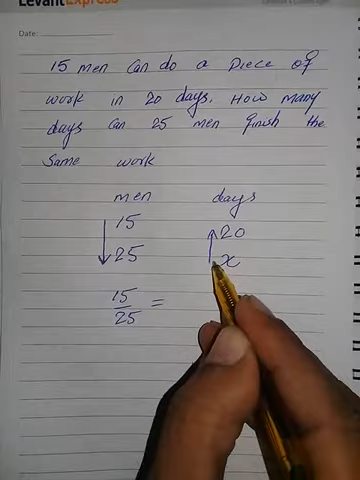 Levant Express
Date:
15 men can do a piece of
work in 20 days. How many
days can 25 men finish the
same work
men days
15 20
25 x
15
25 =